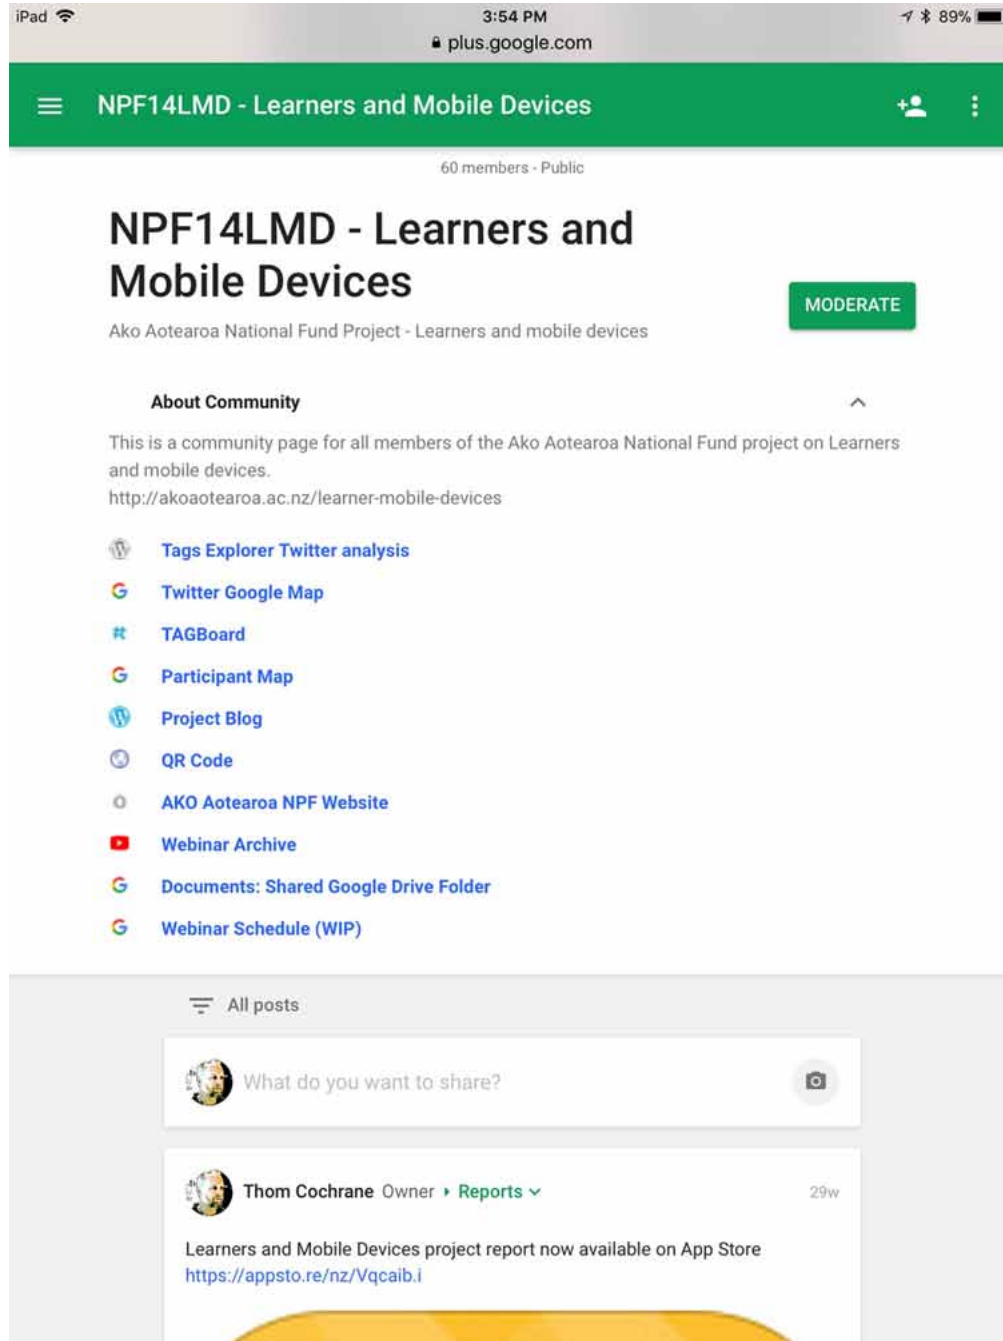 iPad
3:54 PM
89%
plus.google.com
NPF14LMD - Learners and Mobile Devices
60 members - Public
NPF14LMD - Learners and
Mobile Devices
MODERATE
Ako Aotearoa National Fund Project - Learners and mobile devices
About Community
This is a community page for all members of the Ako Aotearoa National Fund project on Learners
and mobile devices.
http://akoaotearoa.ac.nz/learner-mobile-devices
Tags Explorer Twitter analysis
Twitter Google Map
TAGBoard
Participant Map
Project Blog
QR Code
AKO Aotearoa NPF Website
Webinar Archive
Documents: Shared Google Drive Folder
Webinar Schedule (WIP)
All posts
What do you want to share?
Thom Cochrane Owner Reports
29w
Learners and Mobile Devices project report now available on App Store
https://appsto.re/nz/Vqcaib.i